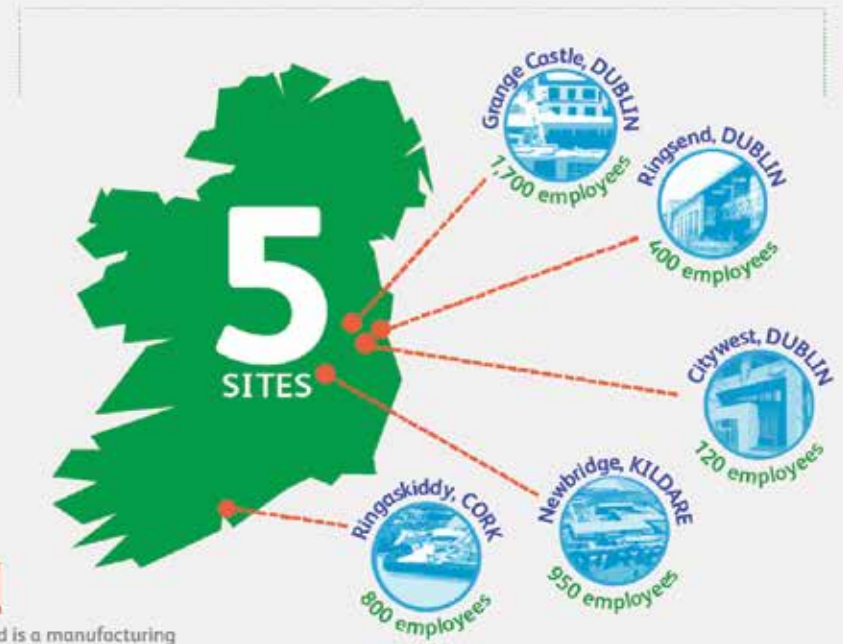 5
SITES
Grange Castle, DUBLIN
1,700 employees
Ringsend, DUBLIN
400 employees
Citywest, DUBLIN
120 employees
Newbridge, KILDARE
950 employees
Ringaskiddy, CORK
800 employees
is a manufacturing